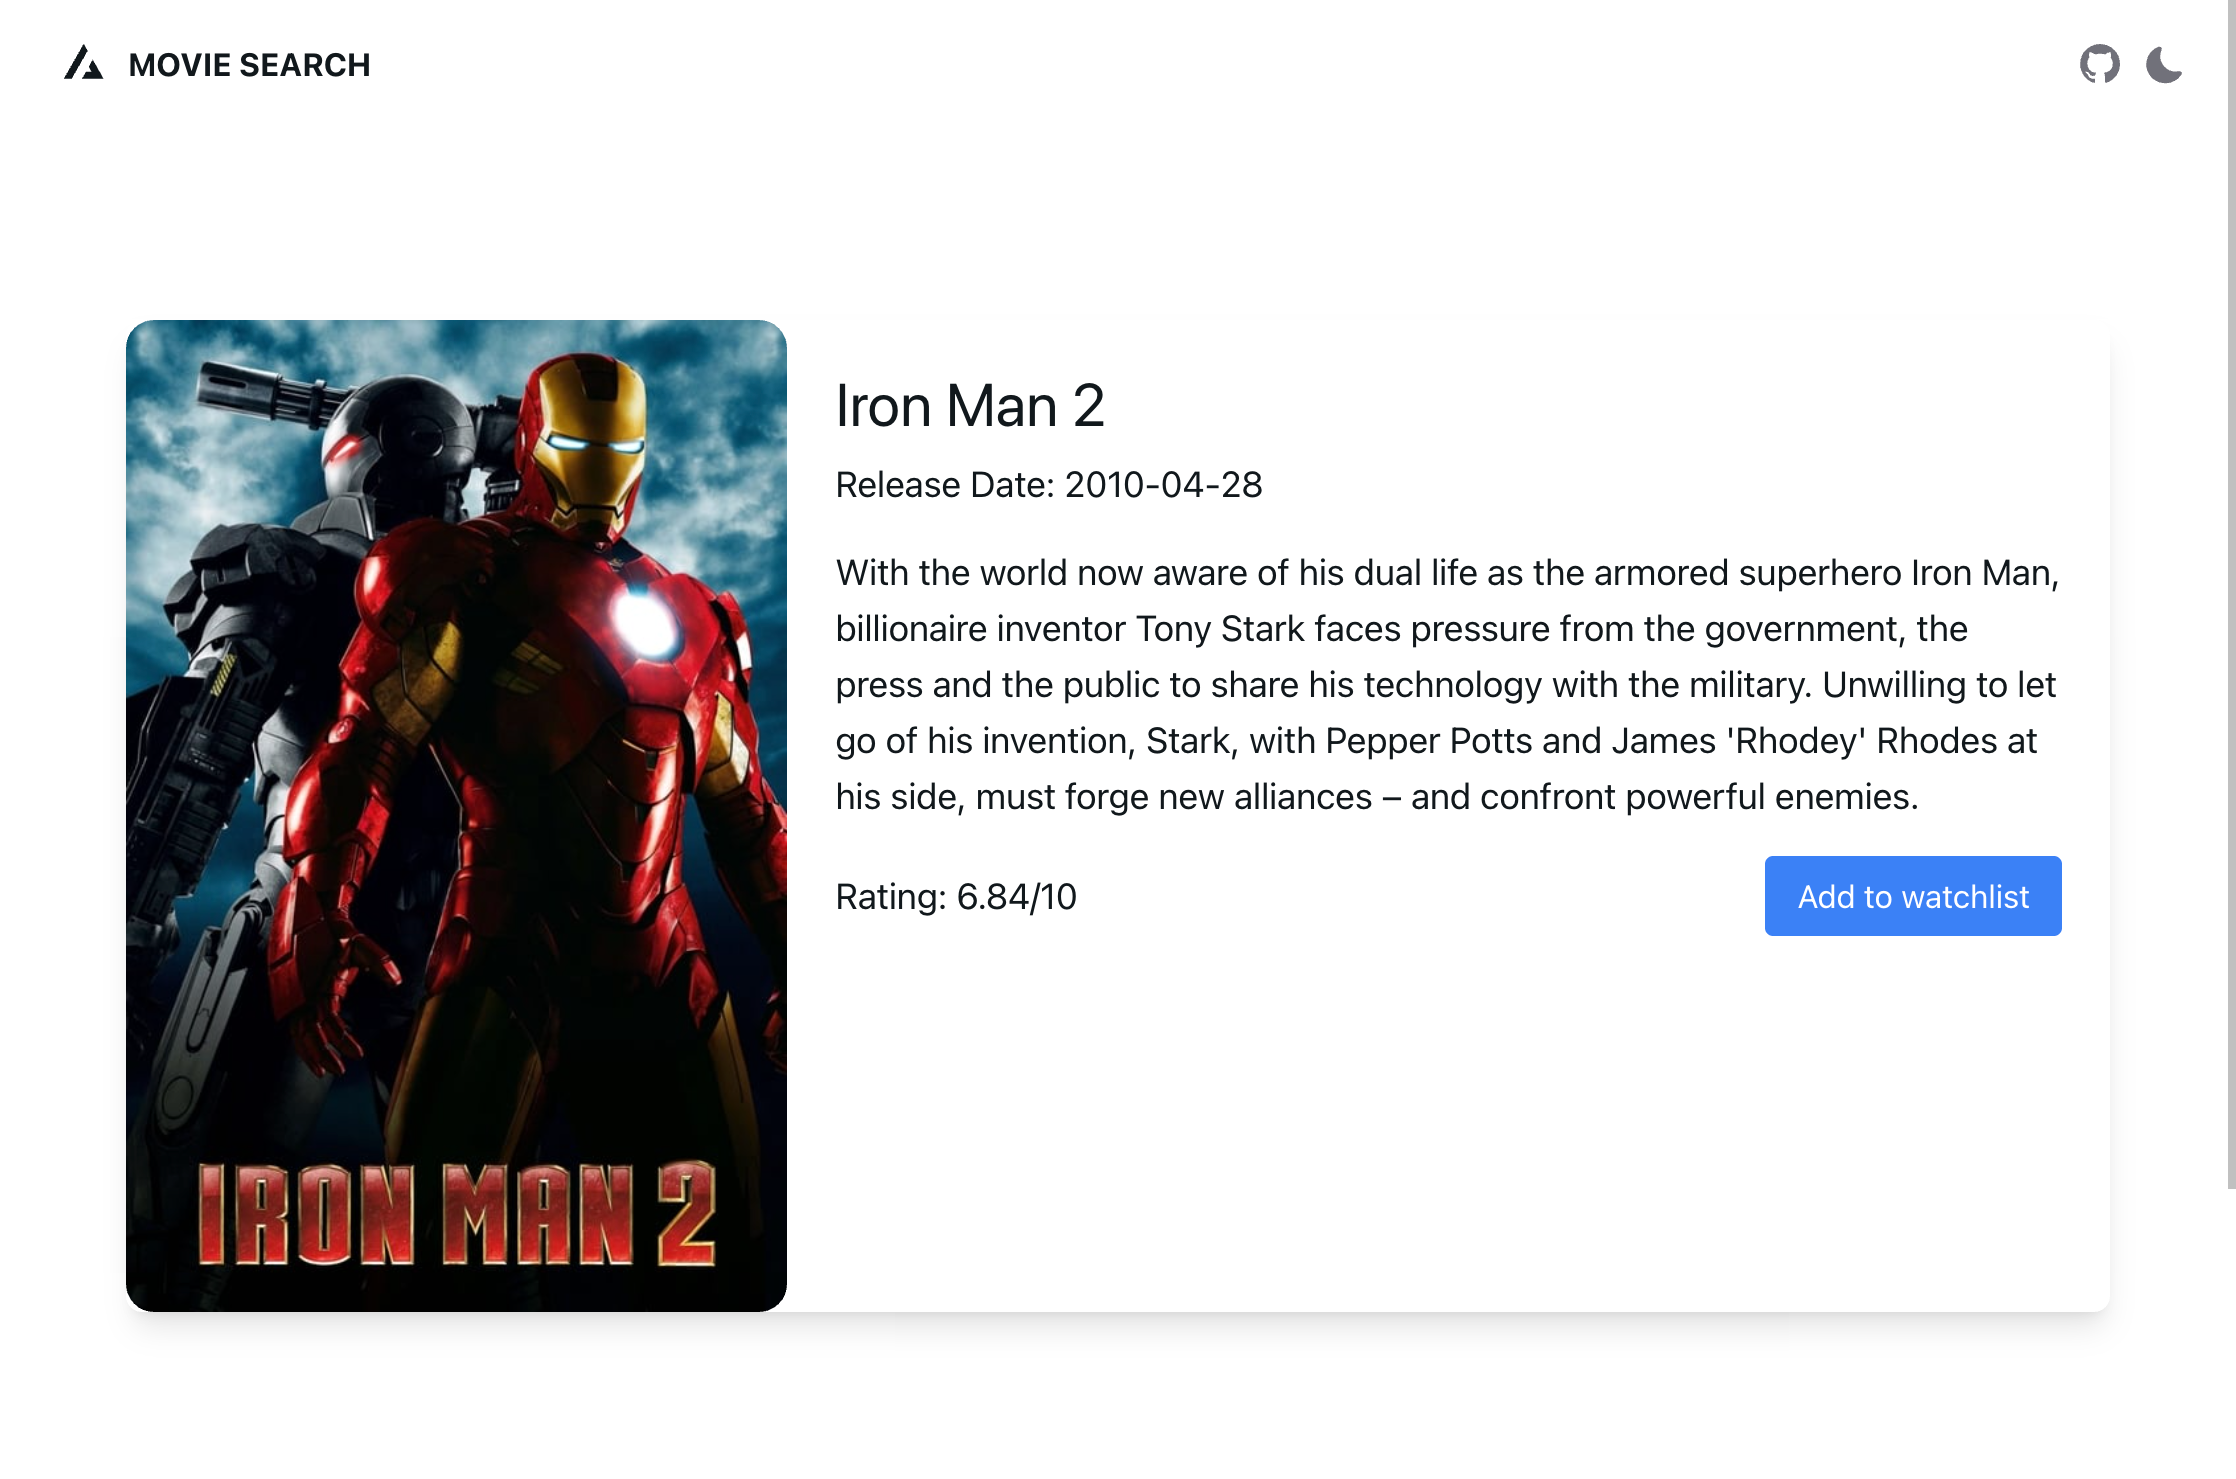 MOVIE SEARCH
IRON MAN 2
Iron Man 2
Release Date: 2010-04-28
With the world now aware of his dual life as the armored superhero Iron Man,
billionaire inventor Tony Stark faces pressure from the government, the
press and the public to share his technology with the military. Unwilling to let
go of his invention, Stark, with Pepper Potts and James 'Rhodey' Rhodes at
his side, must forge new alliances – and confront powerful enemies.
Rating: 6.84/10
Add to watchlist